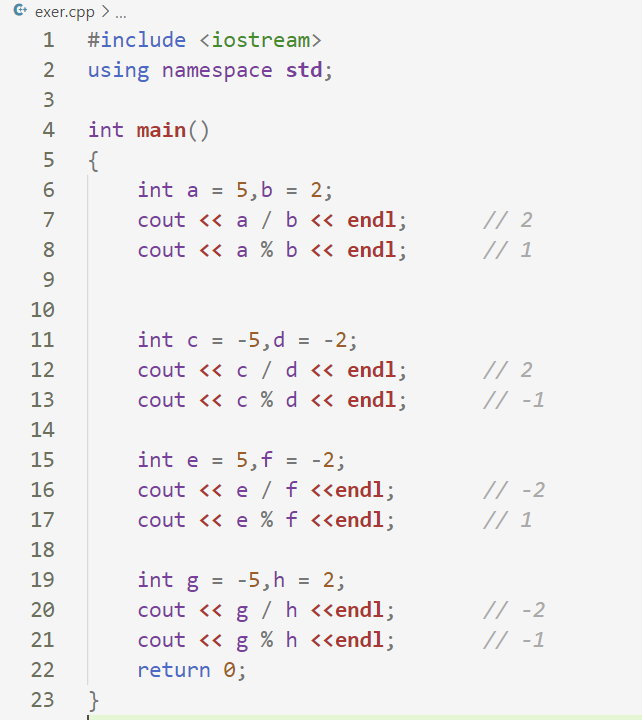 exer.cpp > ...
1 #include <iostream>
2 using namespace std;
3
4 int main()
5 {
6     int a = 5,b = 2;
7     cout << a / b << endl;      // 2
8     cout << a % b << endl;      // 1
9
10
11     int c = -5,d = -2;
12     cout << c / d << endl;      // 2
13     cout << c % d << endl;      // -1
14
15     int e = 5,f = -2;
16     cout << e / f <<endl;       // -2
17     cout << e % f <<endl;       // 1
18
19     int g = -5,h = 2;
20     cout << g / h <<endl;       // -2
21     cout << g % h <<endl;       // -1
22     return 0;
23 }